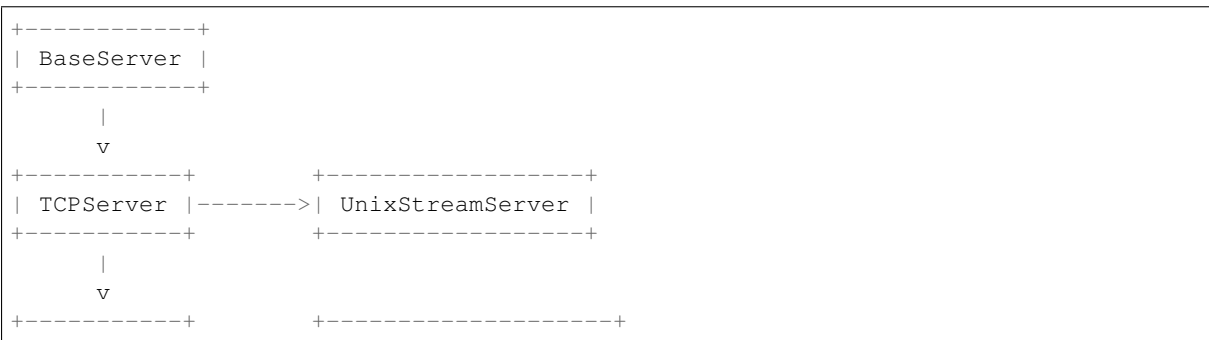 +------------+
| BaseServer |
+------------+
      |
      v
+-----------+        +------------------+
| TCPServer |------->| UnixStreamServer |
+-----------+        +------------------+
      |
      v
+-----------+        +--------------------+